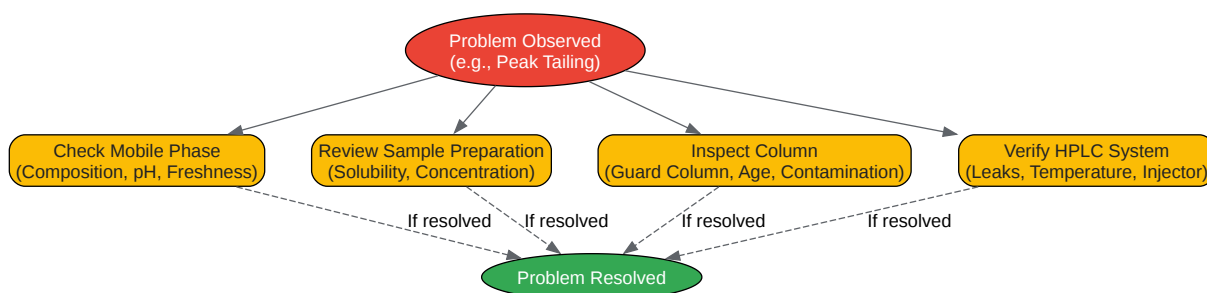 Problem Observed
(e.g., Peak Tailing)
Check Mobile Phase
(Composition, pH, Freshness)
Review Sample Preparation
(Solubility, Concentration)
Inspect Column
(Guard Column, Age, Contamination)
Verify HPLC System
(Leaks, Temperature, Injector)
If resolved
If resolved
If resolved
If resolved
Problem Resolved